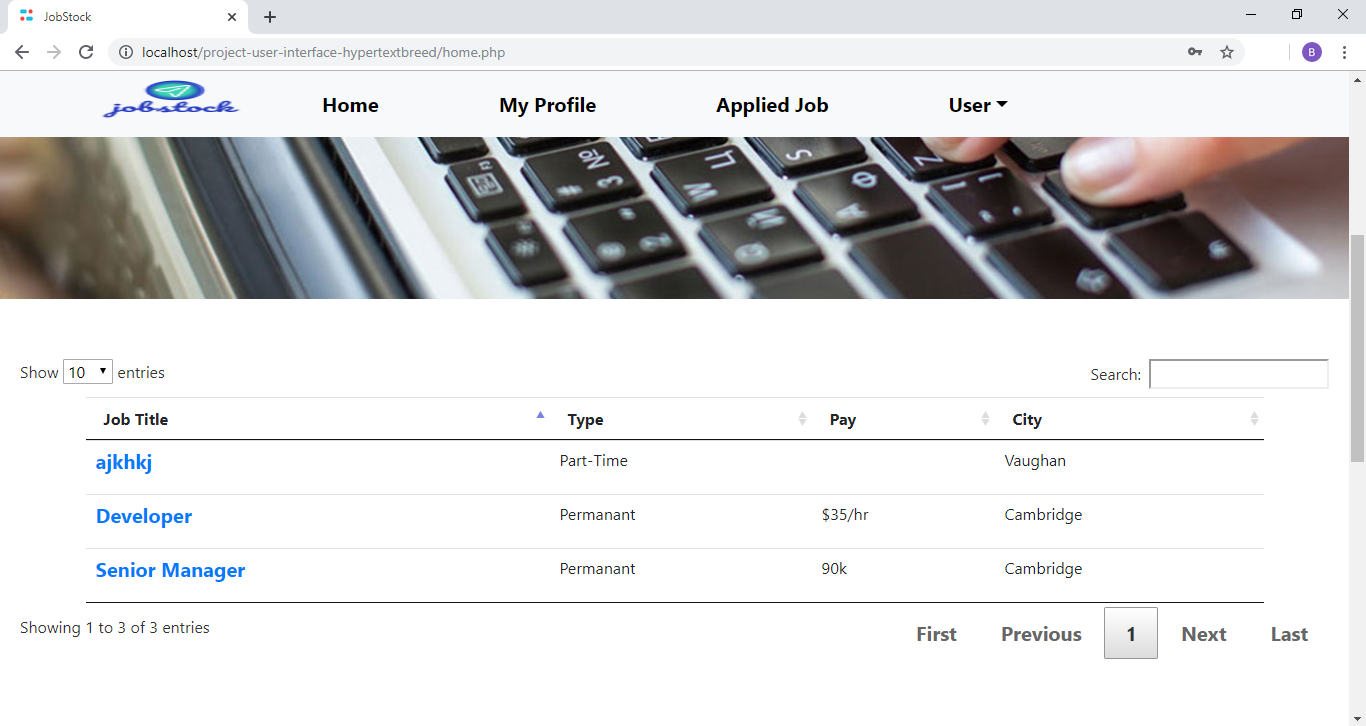 JobStock
localhost/project-user-interface-hypertextbreed/home.php
B
jobstock
Home
My Profile
Applied Job
User
Show 10 entries
Search:
Job Title Type Pay City
ajkhkj Part-Time Vaughan
Developer Permanant $35/hr Cambridge
Senior Manager Permanant 90k Cambridge
Showing 1 to 3 of 3 entries
First Previous 1 Next Last